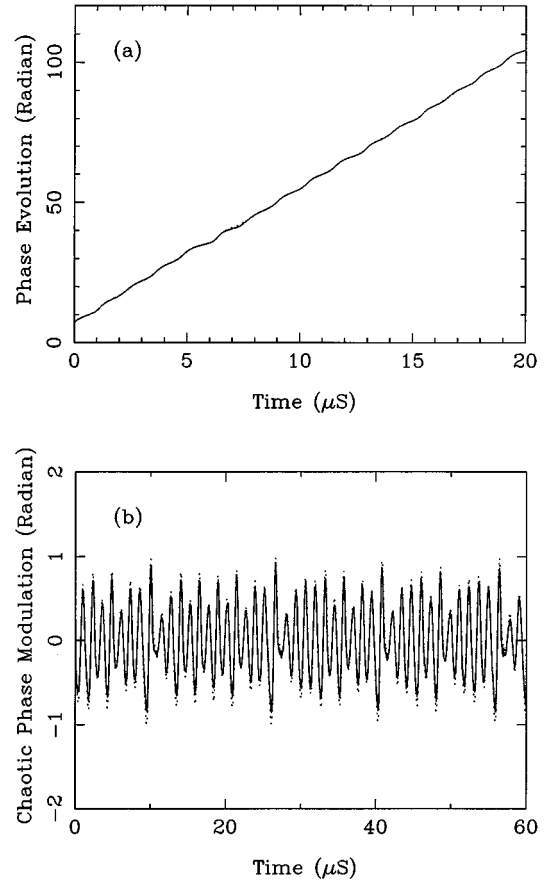 (a)
Phase Evolution (Radian)
100
50
0
0
5
10
15
20
Time (μS)
(b)
Chaotic Phase Modulation (Radian)
2
1
0
-1
-2
0
20
40
60
Time (μS)